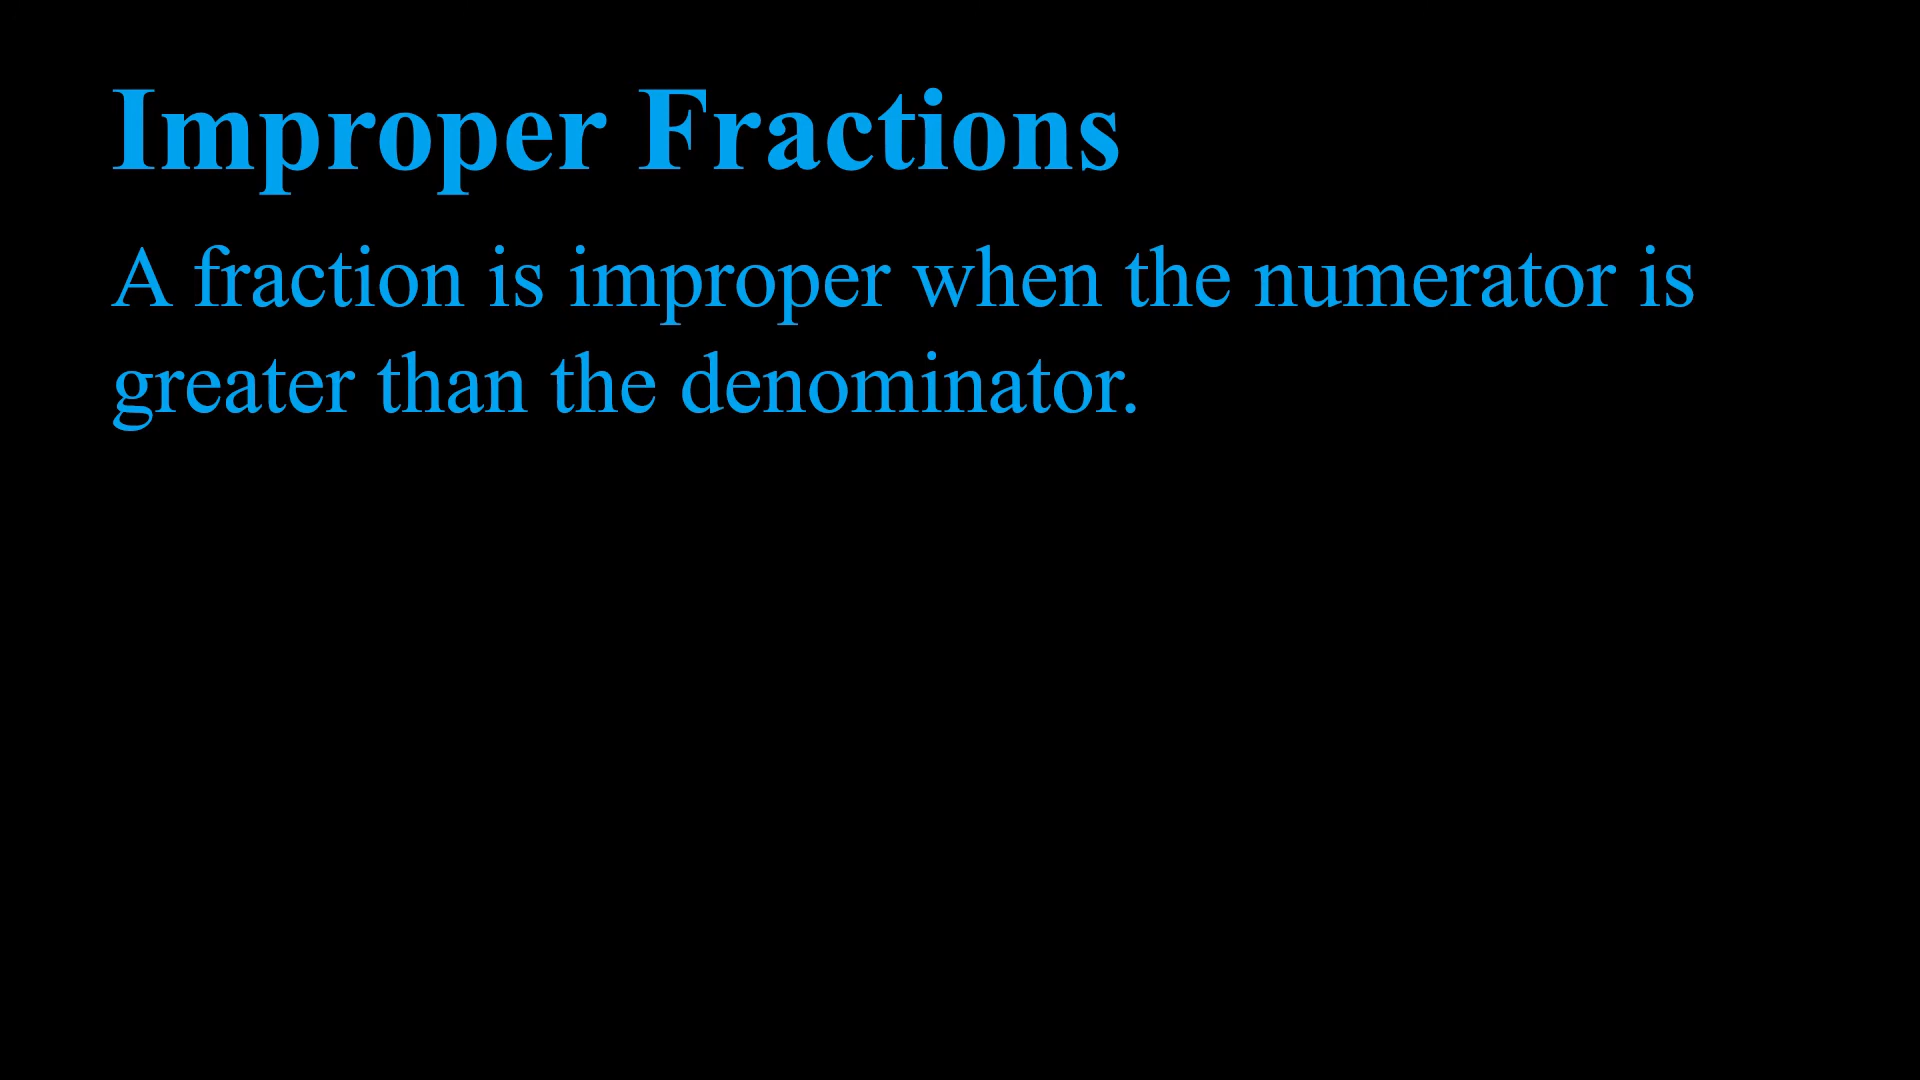 Improper Fractions
A fraction is improper when the numerator is
greater than the denominator.